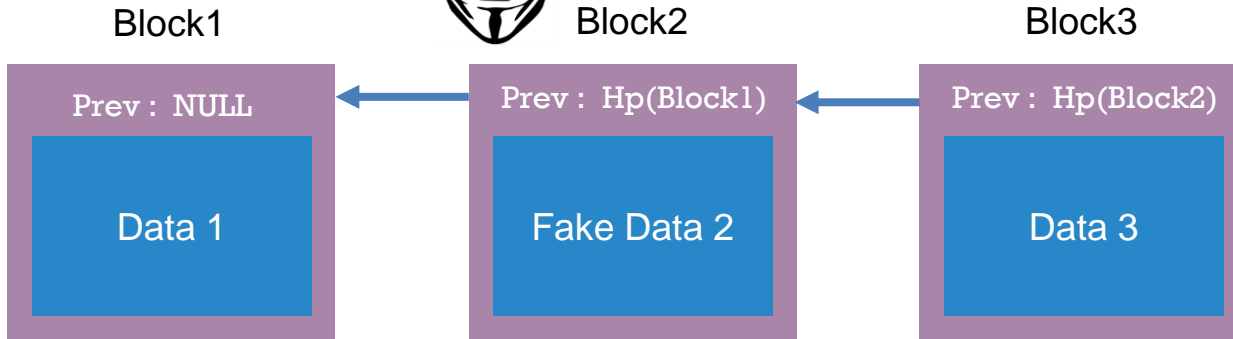 Block1
Block2
Block3
Prev : NULL
Prev : Hp(Block1)
Prev : Hp(Block2)
Data 1
Fake Data 2
Data 3